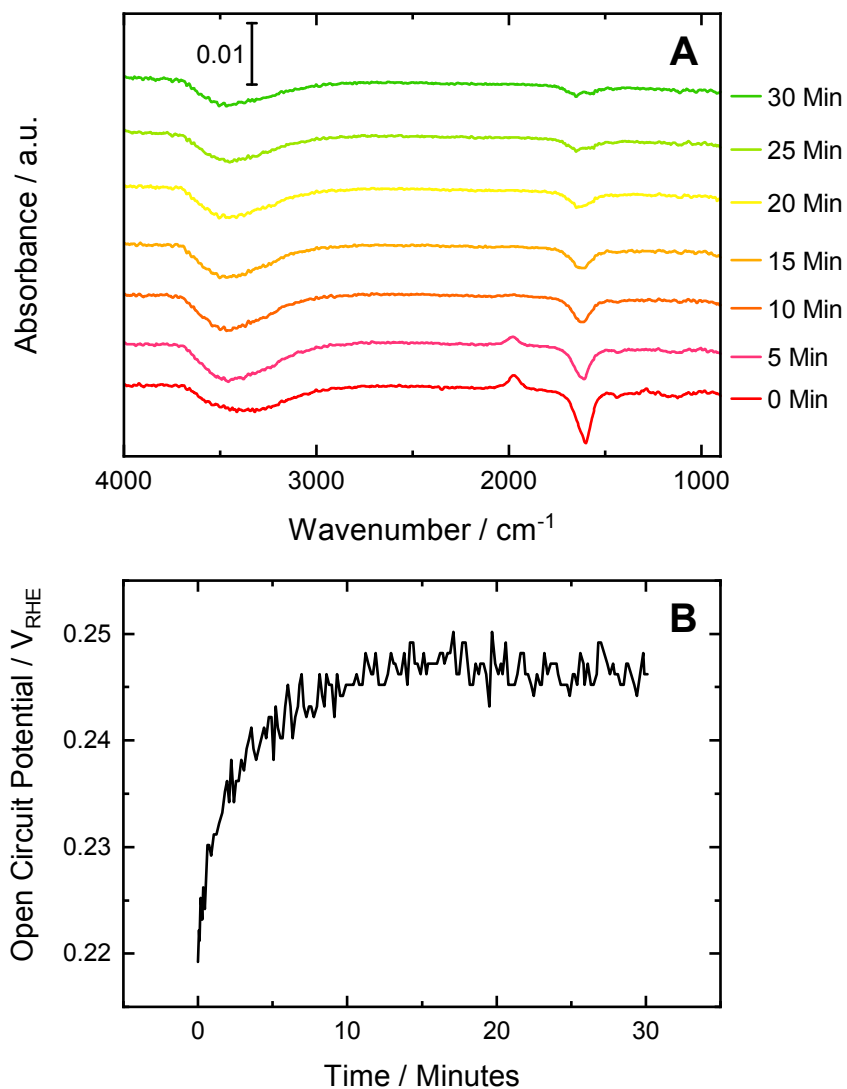 A
0.01
Absorbance / a.u.
30 Min
25 Min
20 Min
15 Min
10 Min
5 Min
0 Min
4000 3000 2000 1000
Wavenumber / cm⁻¹
B
Open Circuit Potential / V_RHE
0.25
0.24
0.23
0.22
0 10 20 30
Time / Minutes